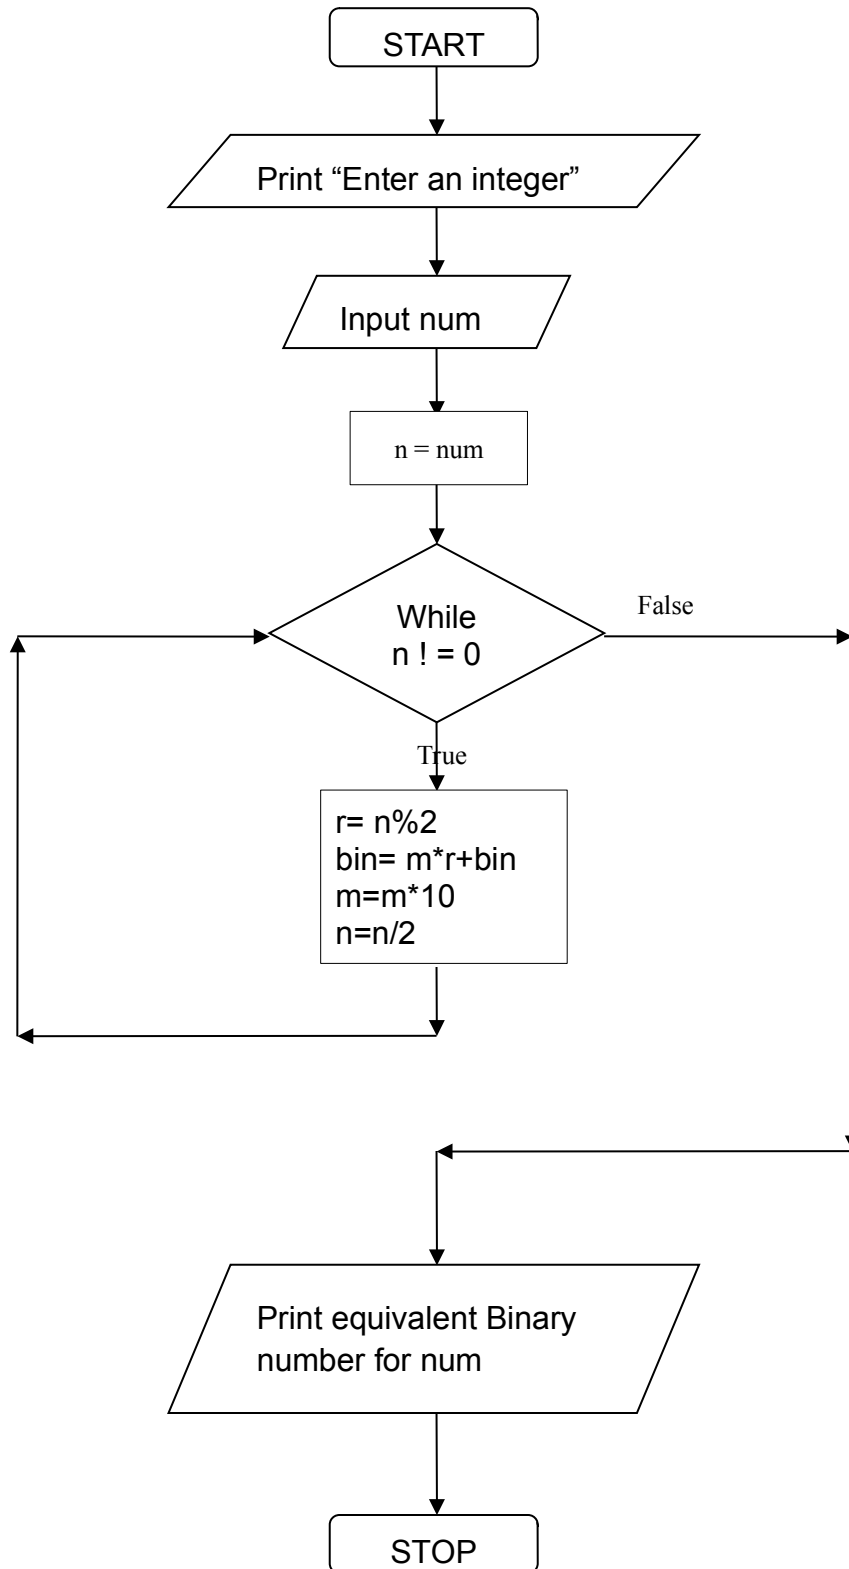 START
Print “Enter an integer”
Input num
n = num
While
n ! = 0
False
True
r= n%2
bin= m*r+bin
m=m*10
n=n/2
Print equivalent Binary
number for num
STOP